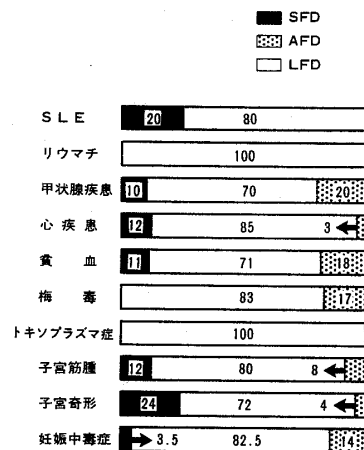 SFD
AFD
LFD
SLE 20 80
リウマチ 100
甲状腺疾患 10 70 20
心疾患 12 85 3
貧血 11 71 18
梅毒 83 17
トキソプラズマ症 100
子宮筋腫 12 80 8
子宮奇形 24 72 4
妊娠中毒症 3.5 82.5 14